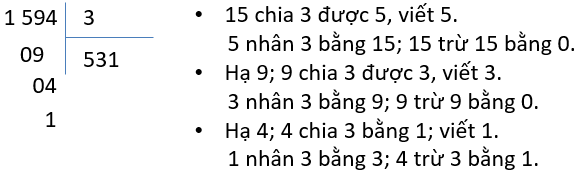 1 594 3
09 531
04
1
• 15 chia 3 được 5, viết 5.
5 nhân 3 bằng 15; 15 trừ 15 bằng 0.
• Hạ 9; 9 chia 3 được 3, viết 3.
3 nhân 3 bằng 9; 9 trừ 9 bằng 0.
• Hạ 4; 4 chia 3 bằng 1; viết 1.
1 nhân 3 bằng 3; 4 trừ 3 bằng 1.